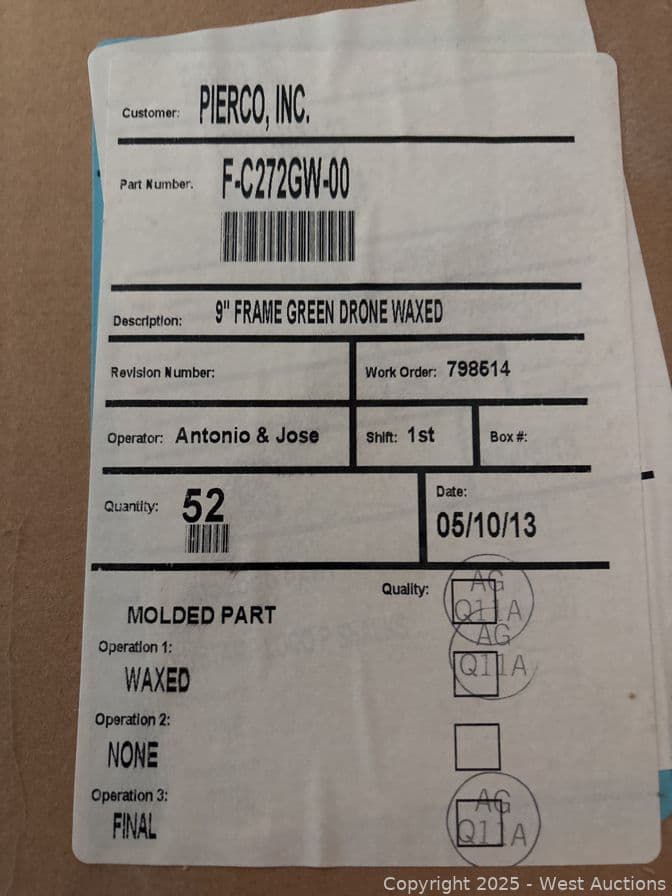 Customer: PIERCO, INC.
Part Number. F-C272GW-00
Description: 9" FRAME GREEN DRONE WAXED
Revision Number: Work Order: 798514
Operator: Antonio & Jose Shift: 1st Box #:
Quantity: 52 Date:
05/10/13
Quality: AG
MOLDED PART Q11A
AG
Operation 1:
WAXED Q11A
Operation 2:
NONE
Operation 3: AG
FINAL Q11A
Copyright 2025 - West Auctions